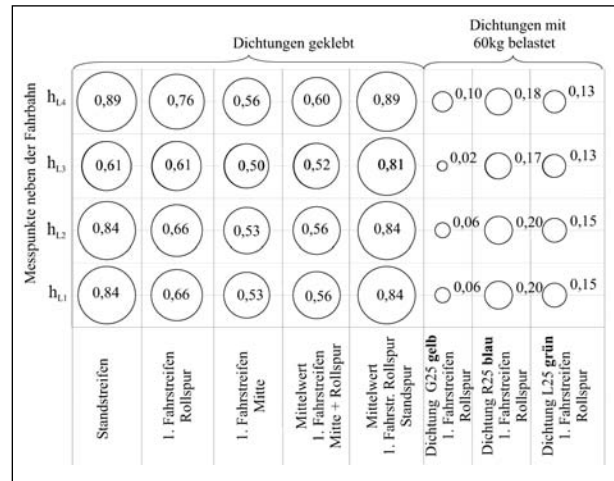 Dichtungen geklebt
Dichtungen mit
60kg belastet
Messpunkte neben der Fahrbahn
hL4 0,89 0,76 0,56 0,60 0,89 0,10 0,18 0,13
hL3 0,61 0,61 0,50 0,52 0,81 0,02 0,17 0,13
hL2 0,84 0,66 0,53 0,56 0,84 0,06 0,20 0,15
hL1 0,84 0,66 0,53 0,56 0,84 0,06 0,20 0,15
Standstreifen
1. Fahrstreifen
Rollspur
1. Fahrstreifen
Mitte
Mittelwert
1. Fahrstreifen
Mitte + Rollspur
Mittelwert
1. Fahrstr. Rollspur
Standspur
Dichtung G25 gelb
1. Fahrstreifen
Rollspur
Dichtung R25 blau
1. Fahrstreifen
Rollspur
Dichtung L25 grün
1. Fahrstreifen
Rollspur